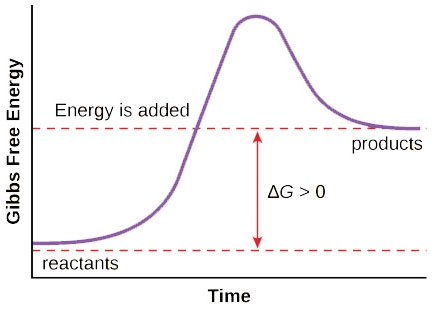 Gibbs Free Energy
Energy is added
products
ΔG > 0
reactants
Time